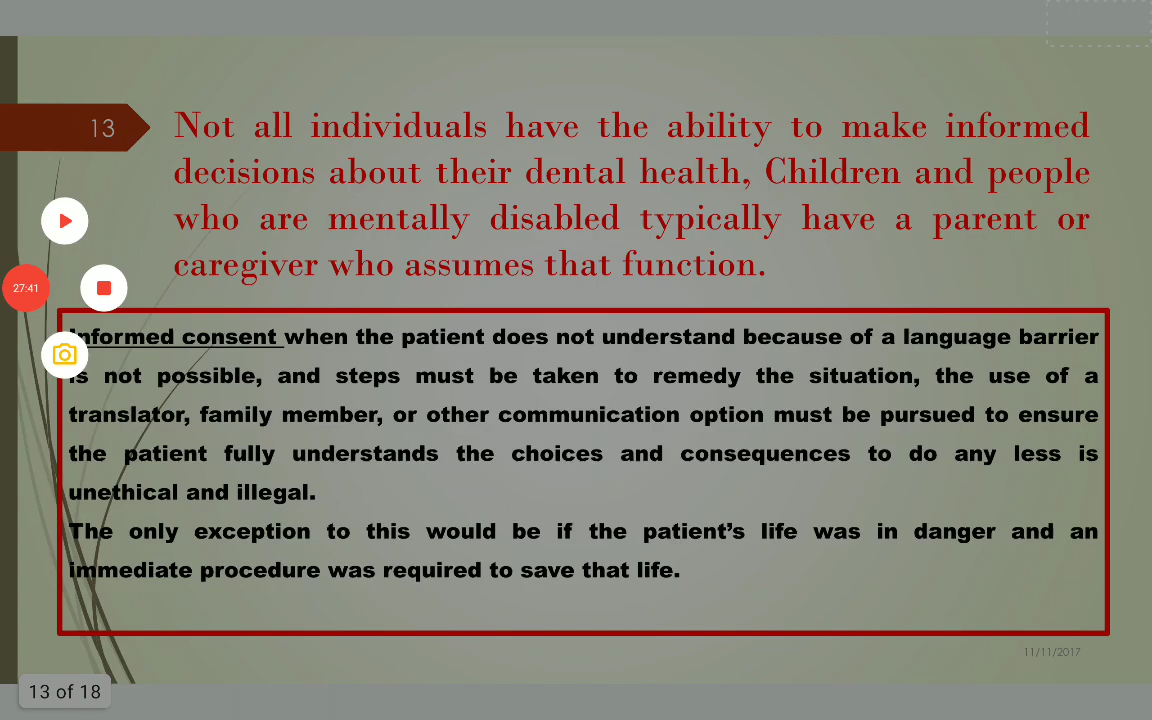 13
Not all individuals have the ability to make informed
decisions about their dental health, Children and people
who are mentally disabled typically have a parent or
caregiver who assumes that function.
27:41
Informed consent when the patient does not understand because of a language barrier
is not possible, and steps must be taken to remedy the situation, the use of a
translator, family member, or other communication option must be pursued to ensure
the patient fully understands the choices and consequences to do any less is
unethical and illegal.
The only exception to this would be if the patient’s life was in danger and an
immediate procedure was required to save that life.
11/11/2017
13 of 18